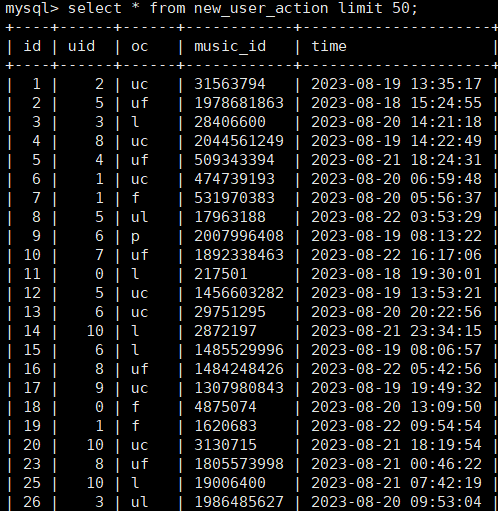 mysql> select * from new_user_action limit 50;
+----+------+------+------------+---------------------+
| id | uid  | oc   | music_id   | time                |
+----+------+------+------------+---------------------+
|  1 |    2 | uc   | 31563794   | 2023-08-19 13:35:17 |
|  2 |    5 | uf   | 1978681863 | 2023-08-18 15:24:55 |
|  3 |    3 | l    | 28406600   | 2023-08-20 14:21:18 |
|  4 |    8 | uc   | 2044561249 | 2023-08-19 14:22:49 |
|  5 |    4 | uf   | 509343394  | 2023-08-21 18:24:31 |
|  6 |    1 | uc   | 474739193  | 2023-08-20 06:59:48 |
|  7 |    1 | f    | 531970383  | 2023-08-20 05:56:37 |
|  8 |    5 | ul   | 17963188   | 2023-08-22 03:53:29 |
|  9 |    6 | p    | 2007996408 | 2023-08-19 08:13:22 |
| 10 |    7 | uf   | 1892338463 | 2023-08-22 16:17:06 |
| 11 |    0 | l    | 217501     | 2023-08-18 19:30:01 |
| 12 |    5 | uc   | 1456603282 | 2023-08-19 13:53:21 |
| 13 |    6 | uc   | 29751295   | 2023-08-20 20:22:56 |
| 14 |   10 | l    | 2872197    | 2023-08-21 23:34:15 |
| 15 |    6 | l    | 1485529996 | 2023-08-19 08:06:57 |
| 16 |    8 | uf   | 1484248426 | 2023-08-22 05:42:56 |
| 17 |    9 | uc   | 1307980843 | 2023-08-19 19:49:32 |
| 18 |    0 | f    | 4875074    | 2023-08-20 13:09:50 |
| 19 |    1 | f    | 1620683    | 2023-08-22 09:54:54 |
| 20 |   10 | uc   | 3130715    | 2023-08-21 18:19:54 |
| 23 |    8 | uf   | 1805573998 | 2023-08-21 00:46:22 |
| 25 |   10 | l    | 19006400   | 2023-08-21 07:42:19 |
| 26 |    3 | ul   | 1986485627 | 2023-08-20 09:53:04 |